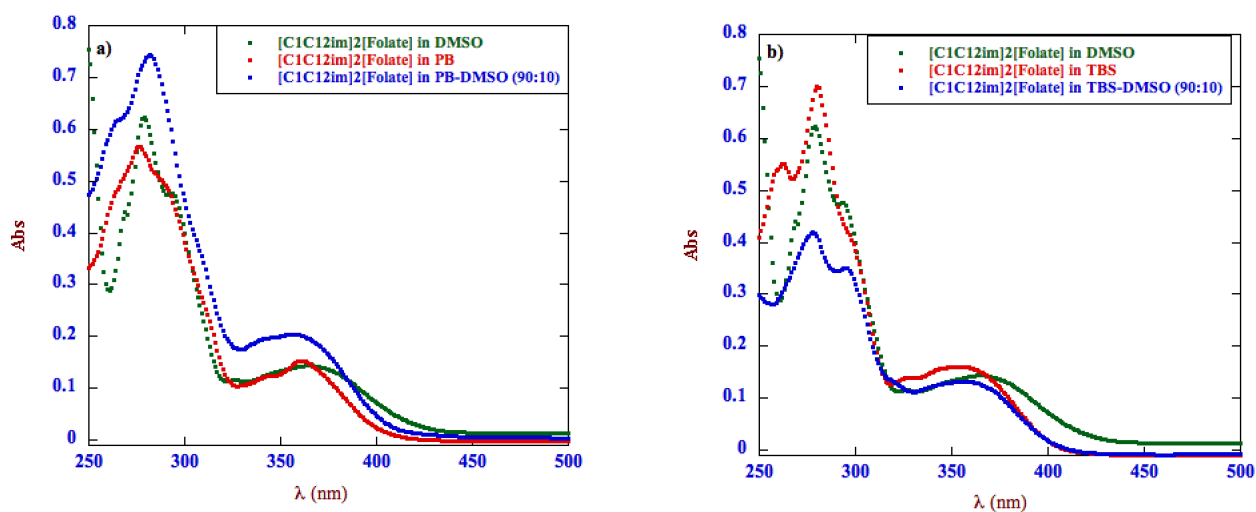 a)
[C1C12im]2[Folate] in DMSO
[C1C12im]2[Folate] in PB
[C1C12im]2[Folate] in PB-DMSO (90:10)
0.8
0.7
0.6
0.5
0.4
0.3
0.2
0.1
0
Abs
250 300 350 400 450 500
λ (nm)
b)
[C1C12im]2[Folate] in DMSO
[C1C12im]2[Folate] in TBS
[C1C12im]2[Folate] in TBS-DMSO (90:10)
0.8
0.7
0.6
0.5
0.4
0.3
0.2
0.1
0
Abs
250 300 350 400 450 500
λ (nm)